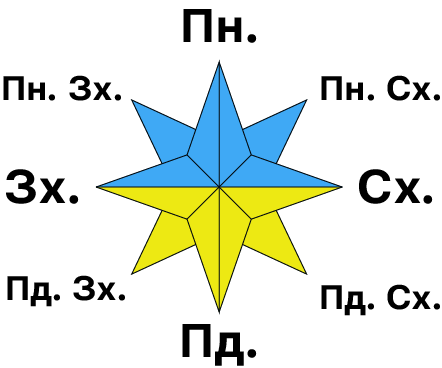 Пн.
Пн. Зх.
Пн. Сх.
Зх.
Сх.
Пд. Зх.
Пд. Сх.
Пд.